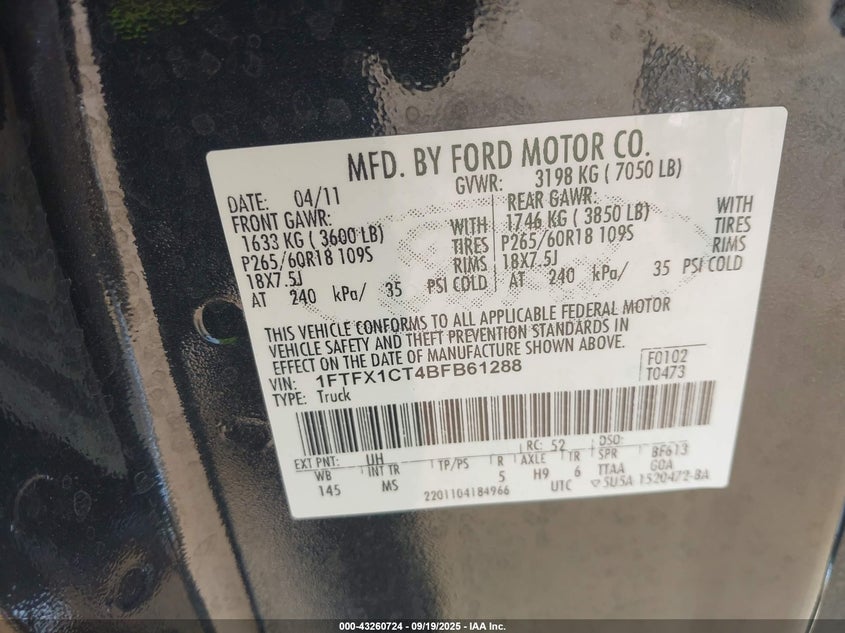 MFD. BY FORD MOTOR CO.
DATE: 04/11
GVWR: 3198 KG ( 7050 LB)
FRONT GAWR:
1633 KG ( 3600 LB) WITH
P265/60R18 109S TIRES
18X7.5J RIMS
AT 240 kPa/ 35 PSI COLD
REAR GAWR:
1746 KG ( 3850 LB) WITH
P265/60R18 109S TIRES
18X7.5J RIMS
AT 240 kPa/ 35 PSI COLD
THIS VEHICLE CONFORMS TO ALL APPLICABLE FEDERAL MOTOR
VEHICLE SAFETY AND THEFT PREVENTION STANDARDS IN
EFFECT ON THE DATE OF MANUFACTURE SHOWN ABOVE.
VIN: 1FTFX1CT4BFB61288
TYPE: Truck
F0102
T0473
EXT PNT: UH RC: 52 DSO:
WB INT TR TP/PS R AXLE TR SPR BF613
145 MS 5 H9 6 TTAA GOA
2201104184966 UTC ▽ 5U5A 1520472-BA
000-43260724 - 09/19/2025 - IAA Inc.